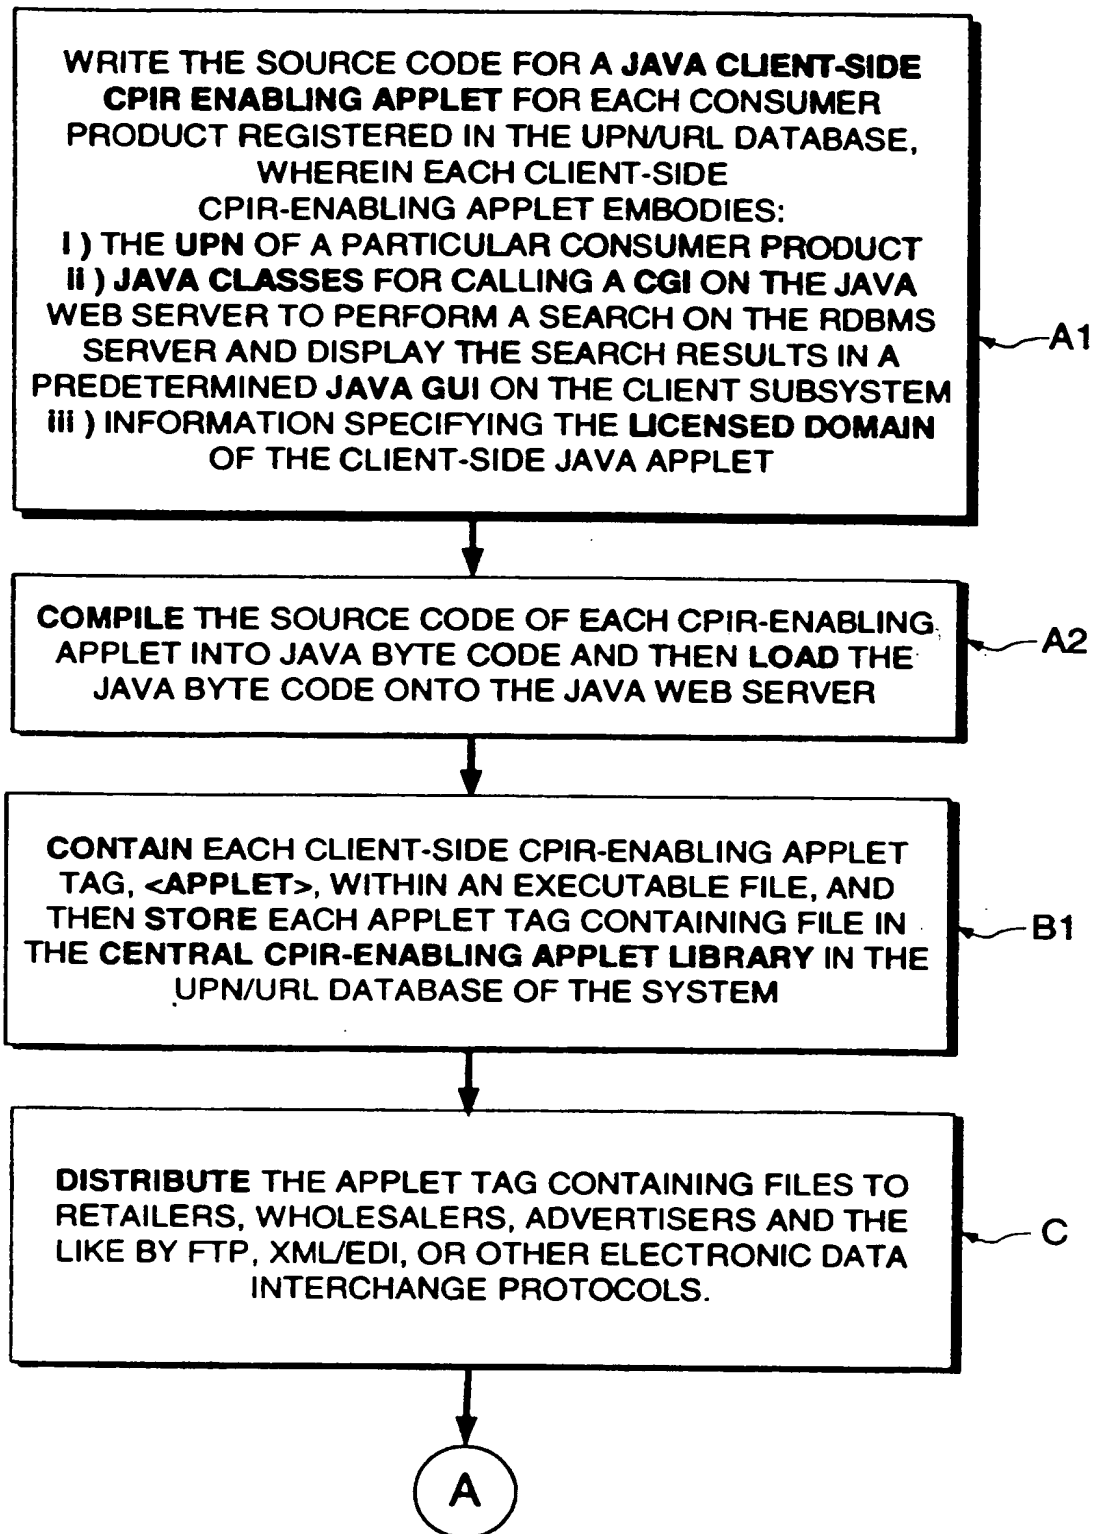 WRITE THE SOURCE CODE FOR A JAVA CLIENT-SIDE
CPIR ENABLING APPLET FOR EACH CONSUMER
PRODUCT REGISTERED IN THE UPN/URL DATABASE,
WHEREIN EACH CLIENT-SIDE
CPIR-ENABLING APPLET EMBODIES:
I ) THE UPN OF A PARTICULAR CONSUMER PRODUCT
II ) JAVA CLASSES FOR CALLING A CGI ON THE JAVA
WEB SERVER TO PERFORM A SEARCH ON THE RDBMS
SERVER AND DISPLAY THE SEARCH RESULTS IN A
PREDETERMINED JAVA GUI ON THE CLIENT SUBSYSTEM
III ) INFORMATION SPECIFYING THE LICENSED DOMAIN
OF THE CLIENT-SIDE JAVA APPLET
A1
COMPILE THE SOURCE CODE OF EACH CPIR-ENABLING
APPLET INTO JAVA BYTE CODE AND THEN LOAD THE
JAVA BYTE CODE ONTO THE JAVA WEB SERVER
A2
CONTAIN EACH CLIENT-SIDE CPIR-ENABLING APPLET
TAG, <APPLET>, WITHIN AN EXECUTABLE FILE, AND
THEN STORE EACH APPLET TAG CONTAINING FILE IN
THE CENTRAL CPIR-ENABLING APPLET LIBRARY IN THE
UPN/URL DATABASE OF THE SYSTEM
B1
DISTRIBUTE THE APPLET TAG CONTAINING FILES TO
RETAILERS, WHOLESALERS, ADVERTISERS AND THE
LIKE BY FTP, XML/EDI, OR OTHER ELECTRONIC DATA
INTERCHANGE PROTOCOLS.
C
A